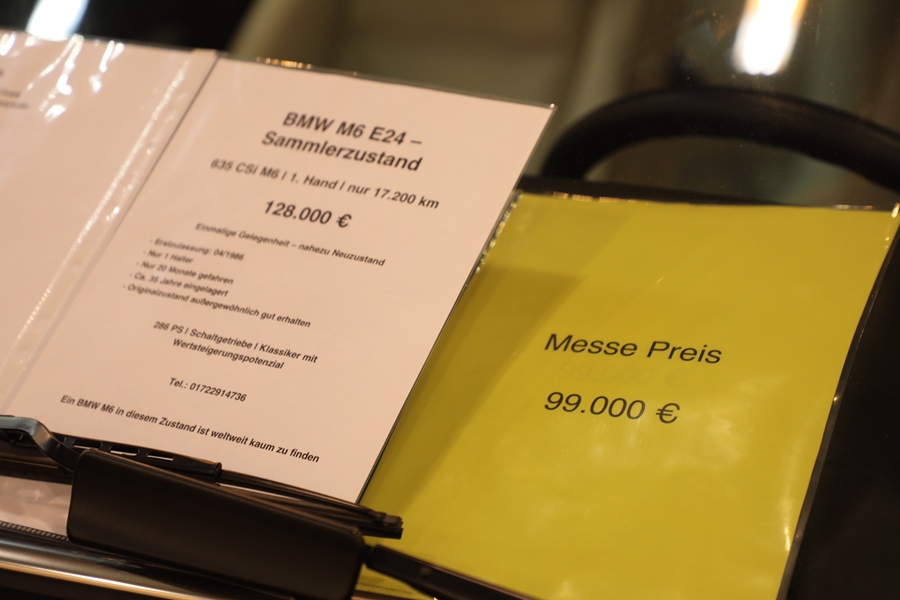 BMW M6 E24 –
Sammlerzustand
635 CSi M6 | 1. Hand | nur 17.200 km
128.000 €
Einmalige Gelegenheit – nahezu Neuzustand
- Erstzulassung: 04/1986
- Nur 1 Halter
- Nur 20 Monate gefahren
- Ca. 35 Jahre eingelagert
- Originalzustand außergewöhnlich gut erhalten
286 PS | Schaltgetriebe | Klassiker mit
Wertsteigerungspotenzial
Tel.: 01722914736
Ein BMW M6 in diesem Zustand ist weltweit kaum zu finden
Messe Preis
99.000 €